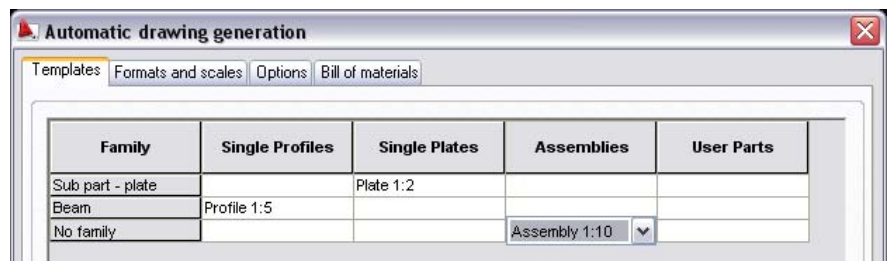 Automatic drawing generation
Templates Formats and scales Options Bill of materials
Family Single Profiles Single Plates Assemblies User Parts
Sub part - plate Plate 1:2
Beam Profile 1:5
No family Assembly 1:10